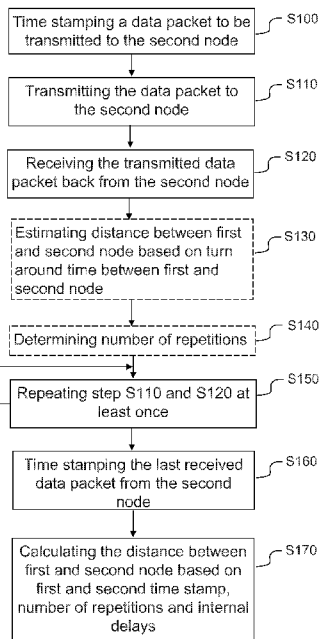 Time stamping a data packet to be
transmitted to the second node
S100
Transmitting the data packet to
the second node
S110
Receiving the transmitted data
packet back from the second node
S120
Estimating distance between first
and second node based on turn
around time between first and
second node
S130
Determining number of repetitions
S140
Repeating step S110 and S120 at
least once
S150
Time stamping the last received
data packet from the second
node
S160
Calculating the distance between
first and second node based on
first and second time stamp,
number of repetitions and internal
delays
S170